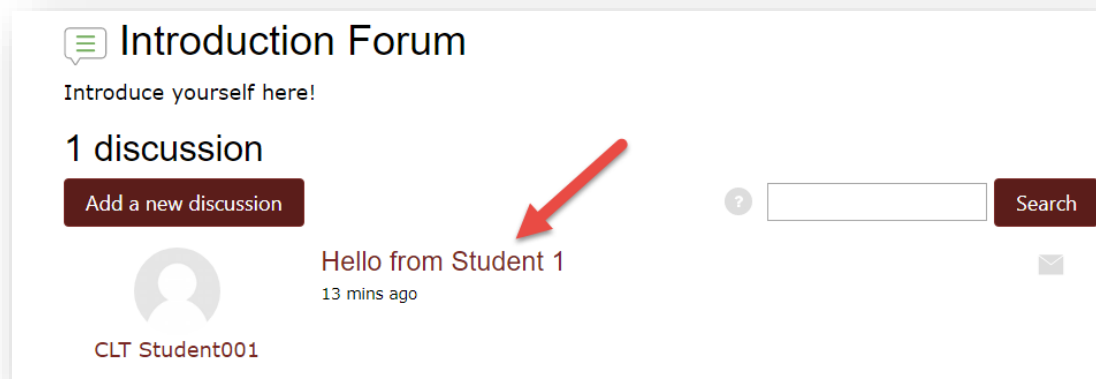 Introduction Forum
Introduce yourself here!
1 discussion
Add a new discussion
?
Search
Hello from Student 1
13 mins ago
CLT Student001